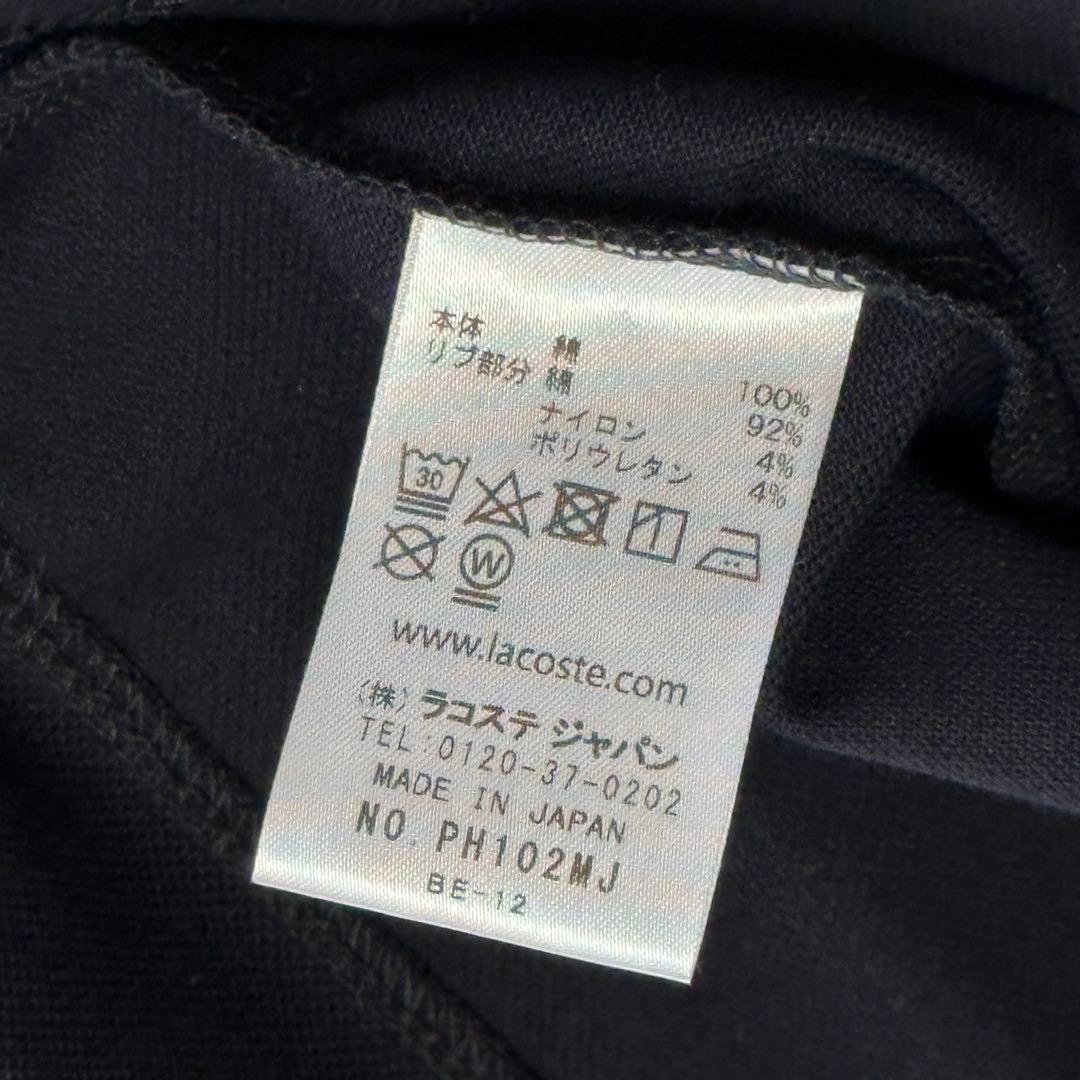 本体 綿 100%
リブ部分 綿 92%
ナイロン 4%
ポリウレタン 4%
30
W
www.lacoste.com
(株) ラコステ ジャパン
TEL:0120-37-0202
MADE IN JAPAN
NO. PH102MJ
BE-12